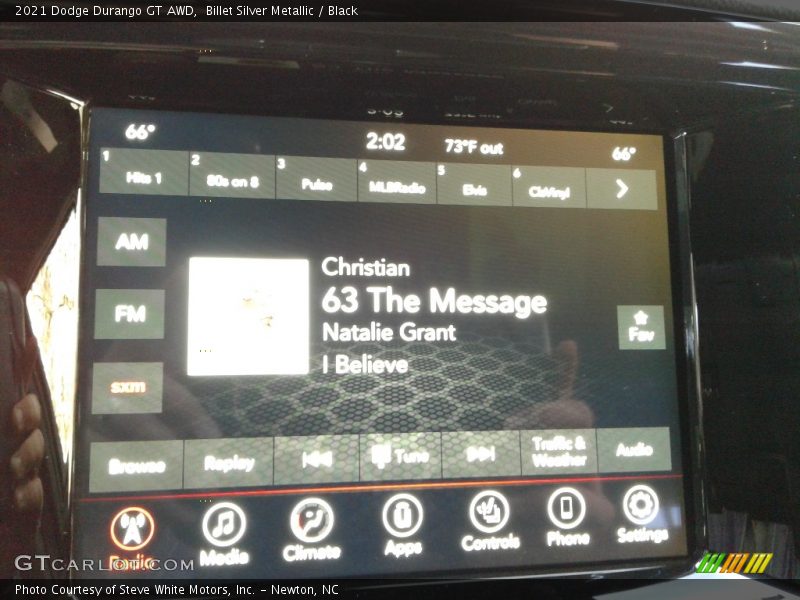 2021 Dodge Durango GT AWD, Billet Silver Metallic / Black
66° 2:02 73°F out 66°
1 Hits 1 2 80s on 8 3 Pulse 4 MLBRadio 5 Elvis 6 ClsVinyl
AM
FM
sxm
Christian
63 The Message
Natalie Grant
I Believe
Fav
Browse Replay Tune Traffic & Weather Audio
Radio Media Climate Apps Controls Phone Settings
GTCARLOT.COM
Photo Courtesy of Steve White Motors, Inc. – Newton, NC